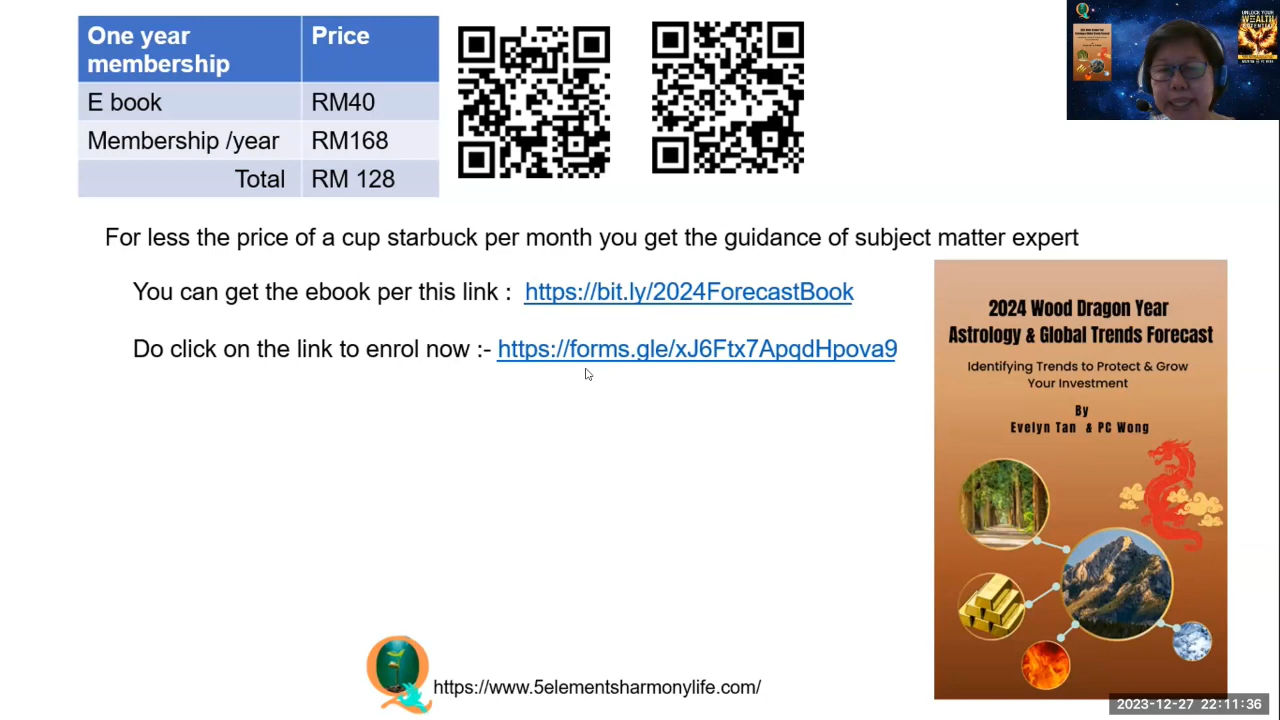 One year
membership
Price
E book
RM40
Membership /year
RM168
Total
RM 128
For less the price of a cup starbuck per month you get the guidance of subject matter expert
You can get the ebook per this link :  https://bit.ly/2024ForecastBook
Do click on the link to enrol now :- https://forms.gle/xJ6Ftx7ApqdHpova9
2024 Wood Dragon Year
Astrology & Global Trends Forecast
Identifying Trends to Protect & Grow
Your Investment
By
Evelyn Tan & PC Wong
https://www.5elementsharmonylife.com/
UNLOCK YOUR
WEALTH
POTENTIAL
2023-12-27 22:11:36